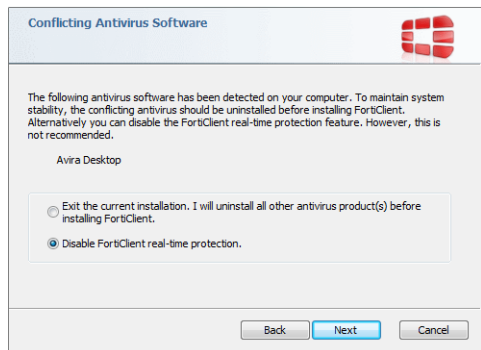 Conflicting Antivirus Software
The following antivirus software has been detected on your computer. To maintain system
stability, the conflicting antivirus should be uninstalled before installing FortiClient.
Alternatively you can disable the FortiClient real-time protection feature. However, this is
not recommended.
Avira Desktop
Exit the current installation. I will uninstall all other antivirus product(s) before
installing FortiClient.
Disable FortiClient real-time protection.
Back Next Cancel